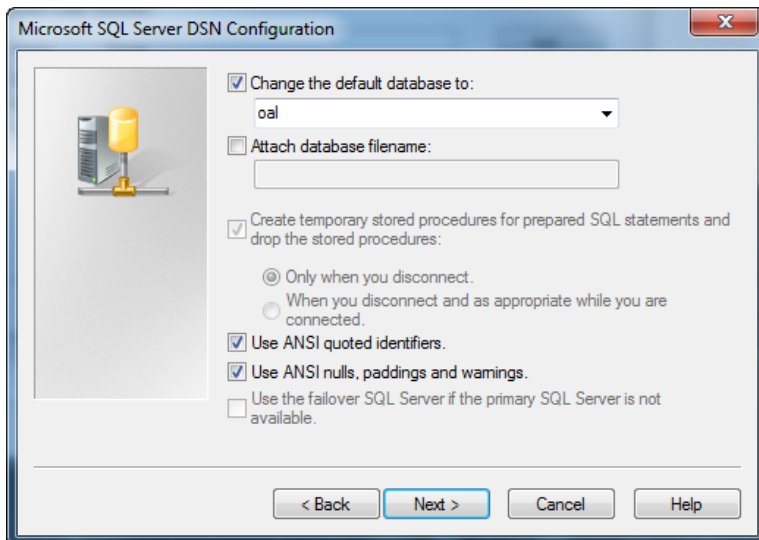 Microsoft SQL Server DSN Configuration
Change the default database to:
oal
Attach database filename:
Create temporary stored procedures for prepared SQL statements and
drop the stored procedures:
Only when you disconnect.
When you disconnect and as appropriate while you are
connected.
Use ANSI quoted identifiers.
Use ANSI nulls, paddings and warnings.
Use the failover SQL Server if the primary SQL Server is not
available.
< Back
Next >
Cancel
Help